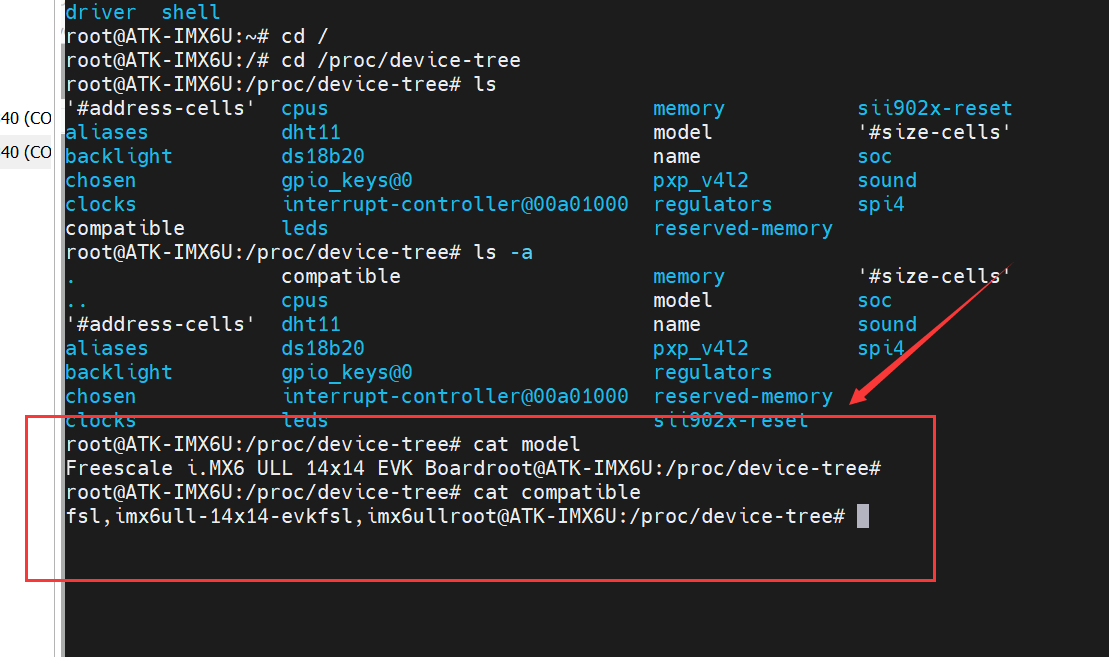 driver  shell
root@ATK-IMX6U:~# cd /
root@ATK-IMX6U:/# cd /proc/device-tree
root@ATK-IMX6U:/proc/device-tree# ls
'#address-cells'  cpus  memory  sii902x-reset
40 (CO
aliases  dht11  model  '#size-cells'
40 (CO
backlight  ds18b20  name  soc
chosen  gpio_keys@0  pxp_v4l2  sound
clocks  interrupt-controller@00a01000  regulators  spi4
compatible  leds  reserved-memory
root@ATK-IMX6U:/proc/device-tree# ls -a
.  compatible  memory  '#size-cells'
..  cpus  model  soc
'#address-cells'  dht11  name  sound
aliases  ds18b20  pxp_v4l2  spi4
backlight  gpio_keys@0  regulators
chosen  interrupt-controller@00a01000  reserved-memory
clocks  leds  sii902x-reset
root@ATK-IMX6U:/proc/device-tree# cat model
Freescale i.MX6 ULL 14x14 EVK Boardroot@ATK-IMX6U:/proc/device-tree#
root@ATK-IMX6U:/proc/device-tree# cat compatible
fsl,imx6ull-14x14-evkfsl,imx6ullroot@ATK-IMX6U:/proc/device-tree#